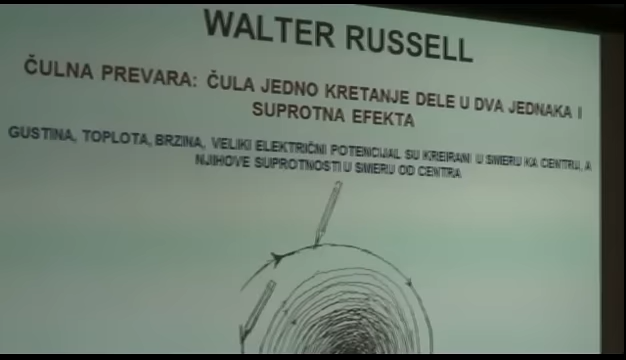 WALTER RUSSELL
ČULNA PREVARA: ČULA JEDNO KRETANJE DELE U DVA JEDNAKA I
SUPROTNA EFEKTA
GUSTINA, TOPLOTA, BRZINA, VELIKI ELEKTRIČNI POTENCIJAL SU KREIRANI U SMERU KA CENTRU, A
NJIHOVE SUPROTNOSTI U SMERU OD CENTRA